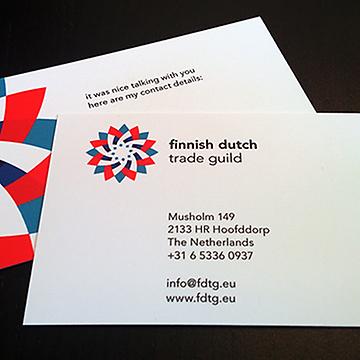 it was nice talking with you
here are my contact details:
finnish dutch
trade guild
Musholm 149
2133 HR Hoofddorp
The Netherlands
+31 6 5336 0937
info@fdtg.eu
www.fdtg.eu